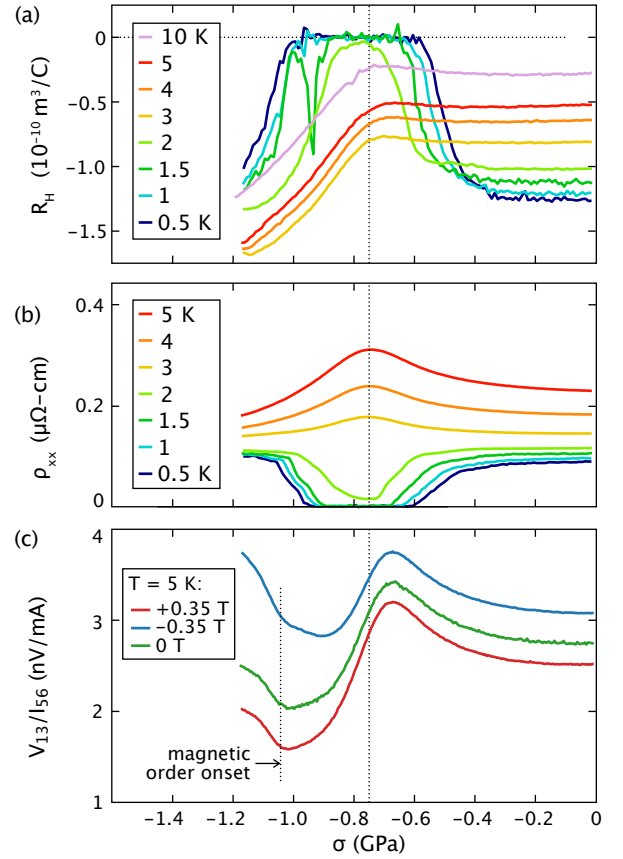 (a)
0
−0.5
−1.0
−1.5
R_H (10^−10 m^3/C)
10 K
5
4
3
2
1.5
1
0.5 K
(b)
0.4
0.2
0
ρ_xx (μΩ−cm)
5 K
4
3
2
1.5
1
0.5 K
(c)
4
3
2
1
V_13/I_56 (nV/mA)
T = 5 K:
+0.35 T
−0.35 T
0 T
magnetic
order onset
−1.4 −1.2 −1.0 −0.8 −0.6 −0.4 −0.2 0
σ (GPa)